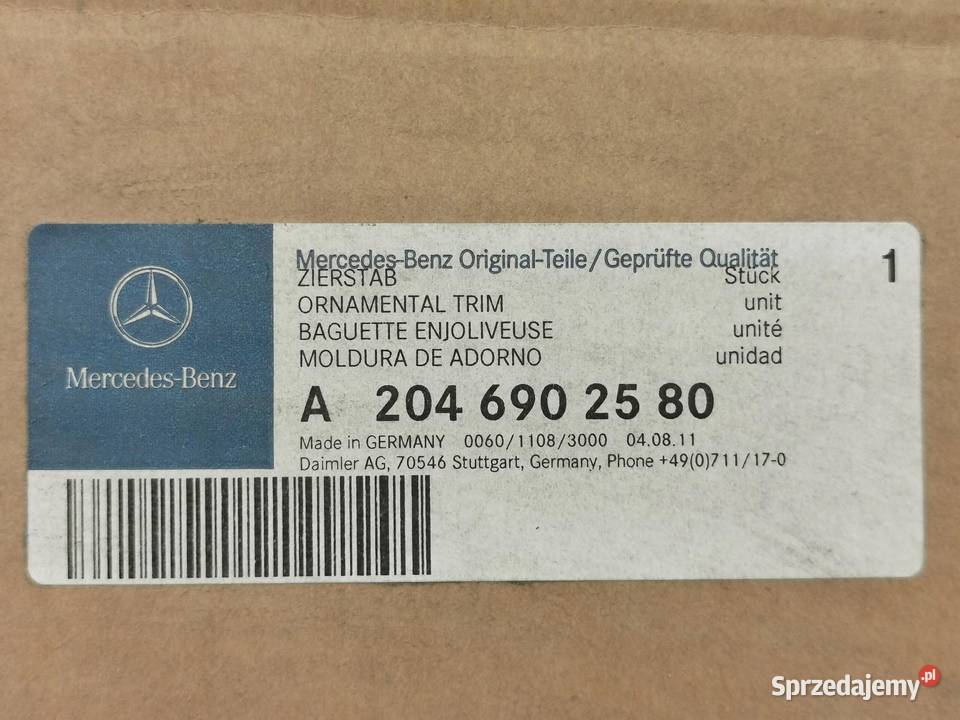 Mercedes-Benz Original-Teile/Geprüfte Qualität 1
ZIERSTAB Stück
ORNAMENTAL TRIM unit
BAGUETTE ENJOLIVEUSE unité
MOLDURA DE ADORNO unidad
Mercedes-Benz
A 204 690 25 80
Made in GERMANY 0060/1108/3000 04.08.11
Daimler AG, 70546 Stuttgart, Germany, Phone +49(0)711/17-0
Sprzedajemy.pl